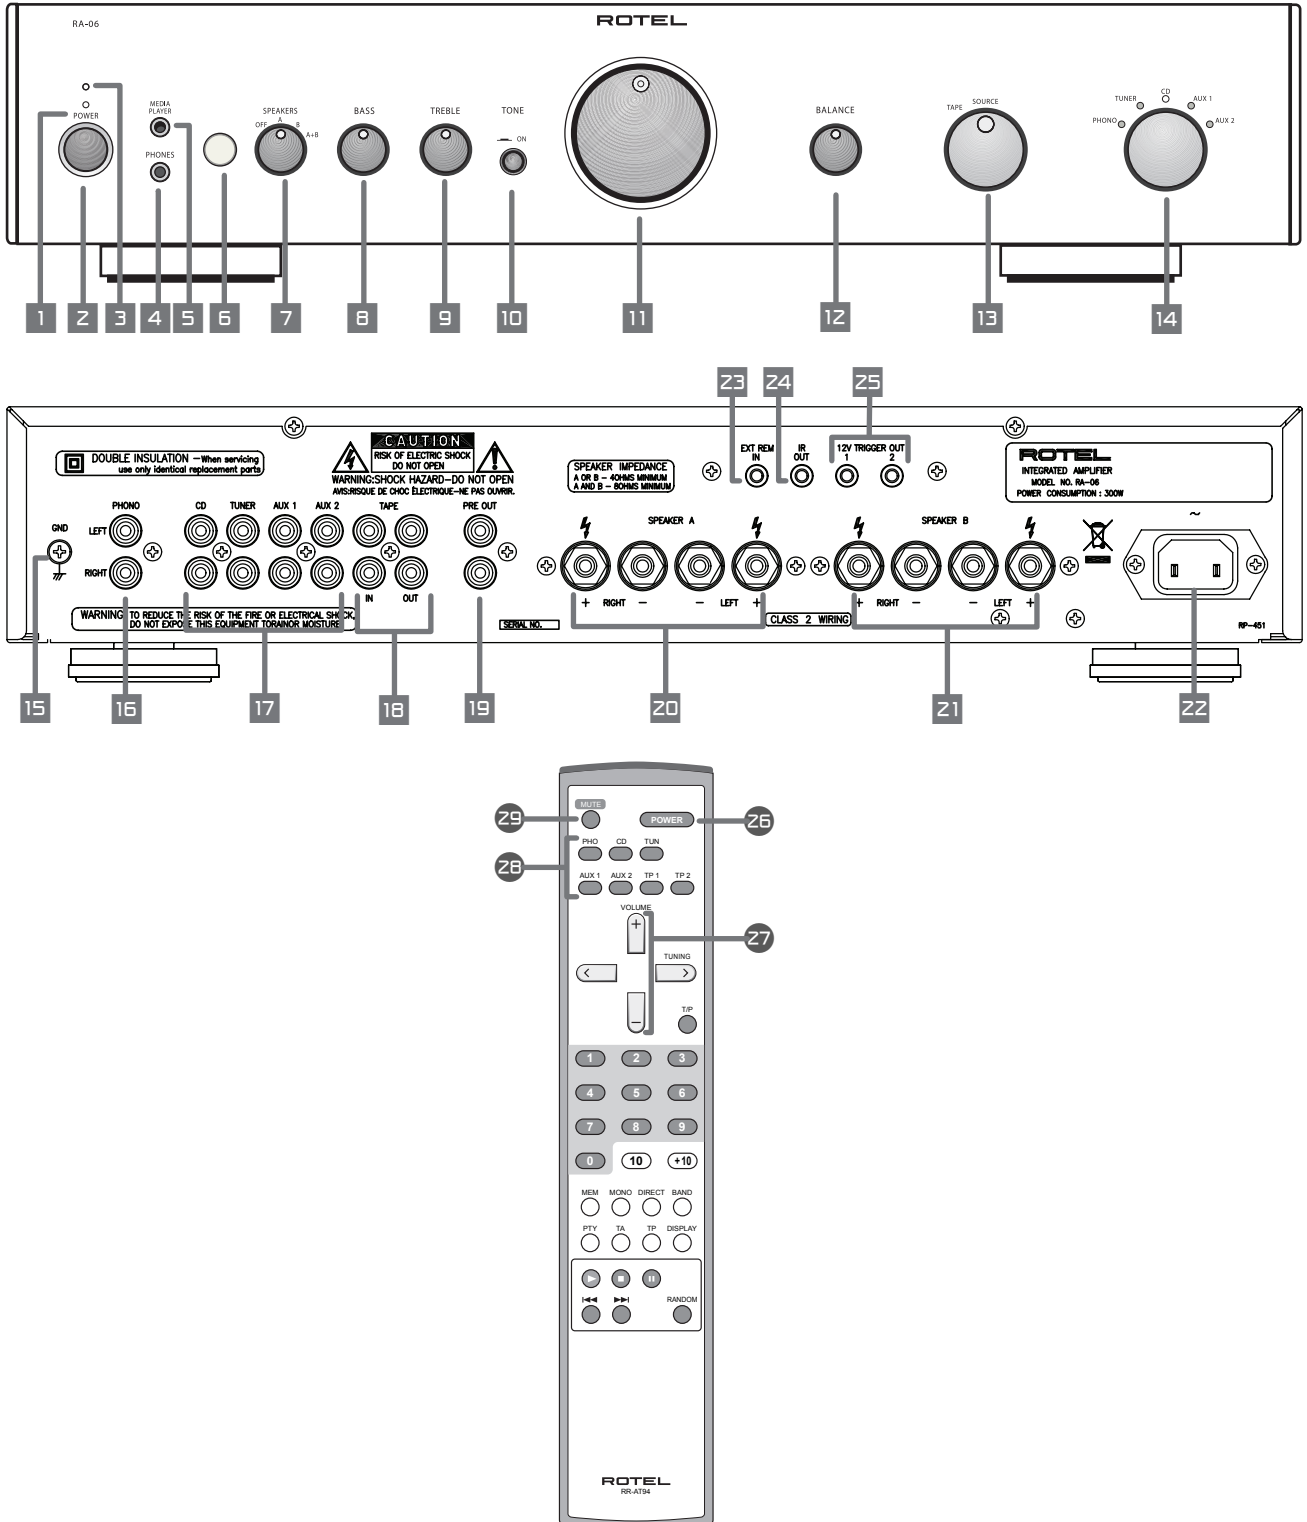 RA-06
ROTEL
POWER
MEDIA
PLAYER
PHONES
SPEAKERS
OFF A B A+B
BASS
TREBLE
TONE
ON
BALANCE
TAPE SOURCE
PHONO TUNER CD AUX 1 AUX 2
1 2 3 4 5 6 7 8 9 10 11 12 13 14
23 24 25
DOUBLE INSULATION -When servicing
use only identical replacement parts
CAUTION
RISK OF ELECTRIC SHOCK
DO NOT OPEN
WARNING:SHOCK HAZARD-DO NOT OPEN
AVIS:RISQUE DE CHOC ÈLECTRIQUE-NE PAS OUVRIR.
SPEAKER IMPEDANCE
A OR B - 4OHMS MINIMUM
A AND B - 8OHMS MINIMUM
EXT REM
IN
IR
OUT
12V TRIGGER OUT
1 2
ROTEL
INTEGRATED AMPLIFIER
MODEL NO. RA-06
POWER CONSUMPTION : 300W
GND
PHONO
LEFT
RIGHT
CD TUNER AUX 1 AUX 2 TAPE
IN OUT
PRE OUT
SPEAKER A
+ RIGHT - - LEFT +
SPEAKER B
+ RIGHT - - LEFT +
~
WARNING: TO REDUCE THE RISK OF THE FIRE OR ELECTRICAL SHOCK,
DO NOT EXPOSE THIS EQUIPMENT TORAINOR MOISTURE
SERIAL NO.
CLASS 2 WIRING
RP-451
15 16 17 18 19 20 21 22
29
26
28
27
MUTE
POWER
PHO CD TUN
AUX 1 AUX 2 TP 1 TP 2
VOLUME
+
TUNING
< >
-
T/P
1 2 3
4 5 6
7 8 9
0 10 +10
MEM MONO DIRECT BAND
PTY TA TP DISPLAY
RANDOM
ROTEL
RR-AT94